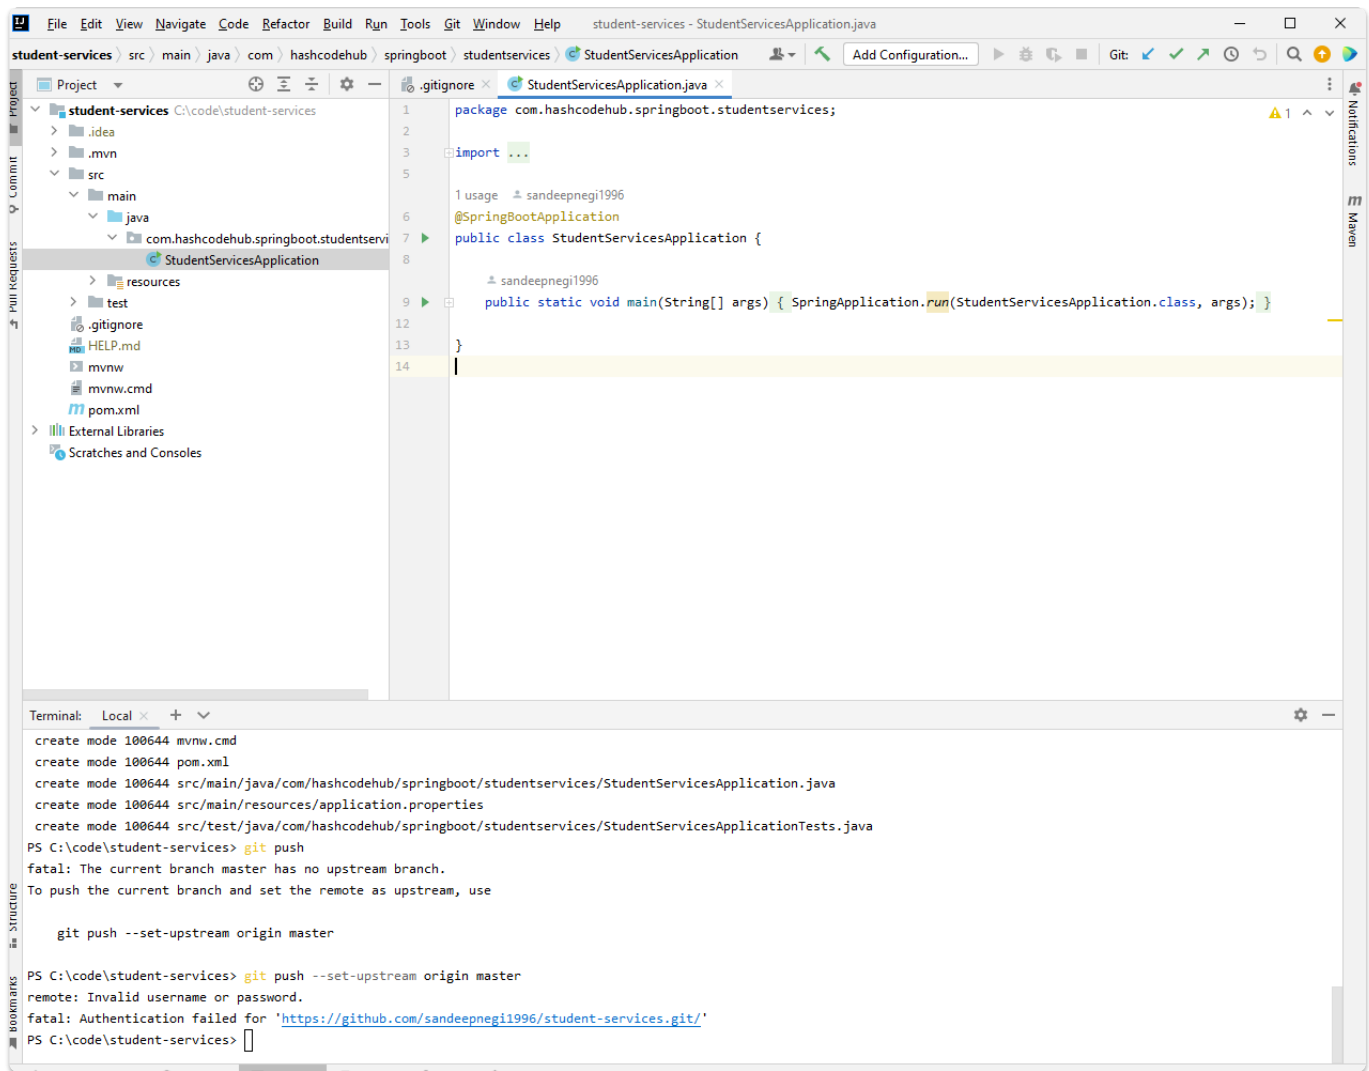 File Edit View Navigate Code Refactor Build Run Tools Git Window Help student-services - StudentServicesApplication.java
student-services src main java com hashcodehub springboot studentservices StudentServicesApplication Add Configuration... Git:
Project
.gitignore StudentServicesApplication.java
Project
Commit
Pull Requests
Structure
Bookmarks
student-services C:\code\student-services
.idea
.mvn
src
main
java
com.hashcodehub.springboot.studentservi
StudentServicesApplication
resources
test
.gitignore
HELP.md
mvnw
mvnw.cmd
pom.xml
External Libraries
Scratches and Consoles
1 package com.hashcodehub.springboot.studentservices;
2
3 import ...
5
1 usage sandeepnegi1996
6 @SpringBootApplication
7 public class StudentServicesApplication {
8
sandeepnegi1996
9 public static void main(String[] args) { SpringApplication.run(StudentServicesApplication.class, args); }
12
13 }
14
1
Notifications
Maven
Terminal: Local
create mode 100644 mvnw.cmd
create mode 100644 pom.xml
create mode 100644 src/main/java/com/hashcodehub/springboot/studentservices/StudentServicesApplication.java
create mode 100644 src/main/resources/application.properties
create mode 100644 src/test/java/com/hashcodehub/springboot/studentservices/StudentServicesApplicationTests.java
PS C:\code\student-services> git push
fatal: The current branch master has no upstream branch.
To push the current branch and set the remote as upstream, use
git push --set-upstream origin master
PS C:\code\student-services> git push --set-upstream origin master
remote: Invalid username or password.
fatal: Authentication failed for 'https://github.com/sandeepnegi1996/student-services.git/'
PS C:\code\student-services>